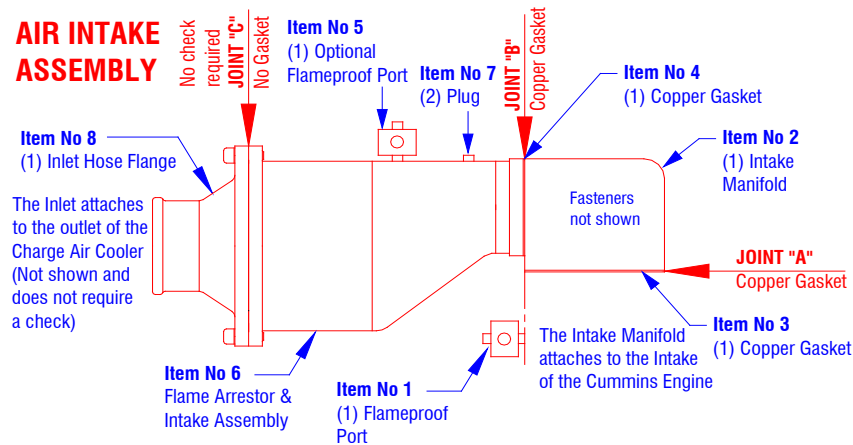 AIR INTAKE
ASSEMBLY
No check
required
JOINT "C"
No Gasket
Item No 5
(1) Optional
Flameproof Port
Item No 7
(2) Plug
JOINT "B"
Copper Gasket
Item No 4
(1) Copper Gasket
Item No 2
(1) Intake
Manifold
Item No 8
(1) Inlet Hose Flange
The Inlet attaches
to the outlet of the
Charge Air Cooler
(Not shown and
does not require
a check)
Fasteners
not shown
JOINT "A"
Copper Gasket
Item No 3
(1) Copper Gasket
The Intake Manifold
attaches to the Intake
of the Cummins Engine
Item No 6
Flame Arrestor &
Intake Assembly
Item No 1
(1) Flameproof
Port